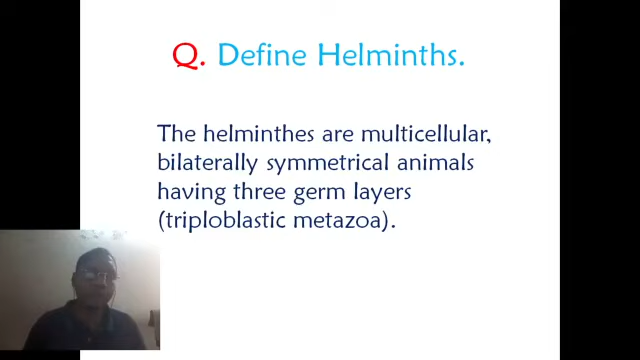 Q. Define Helminths.
The helminthes are multicellular,
bilaterally symmetrical animals
having three germ layers
(triploblastic metazoa).